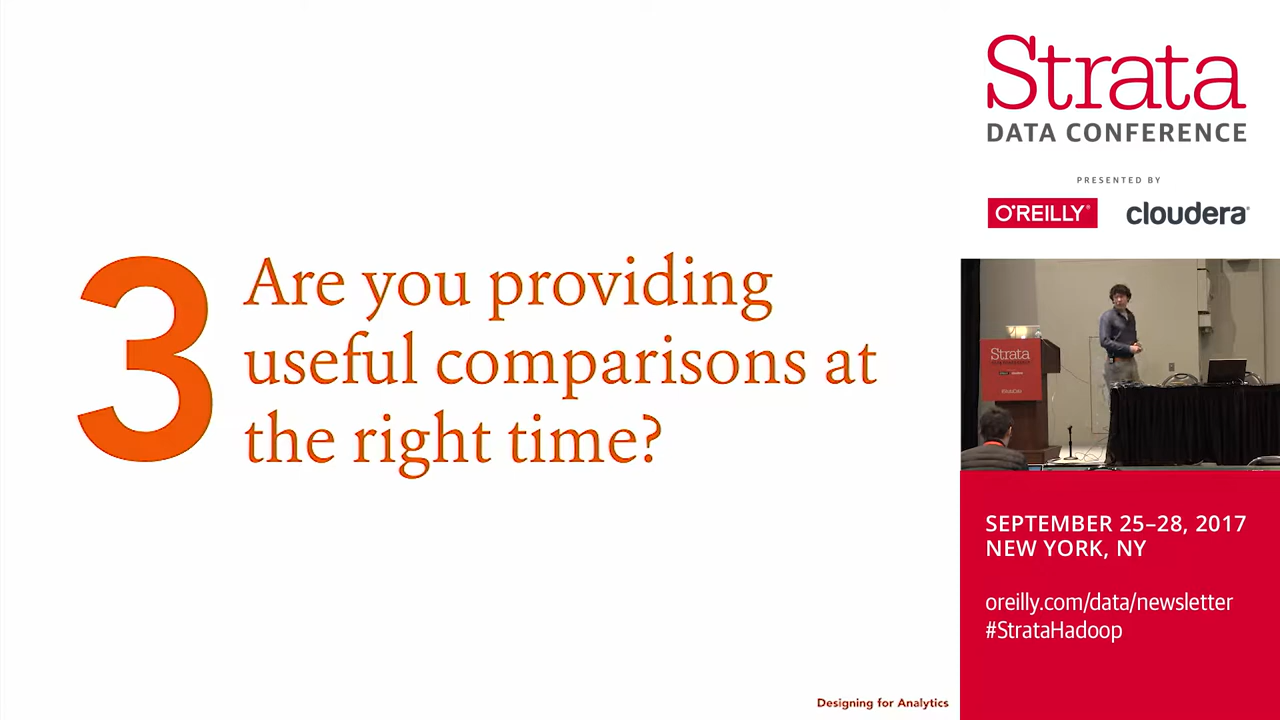 3
Are you providing
useful comparisons at
the right time?
Designing for Analytics
Strata
DATA CONFERENCE
PRESENTED BY
O'REILLY®
cloudera®
Strata
SEPTEMBER 25–28, 2017
NEW YORK, NY
oreilly.com/data/newsletter
#StrataHadoop